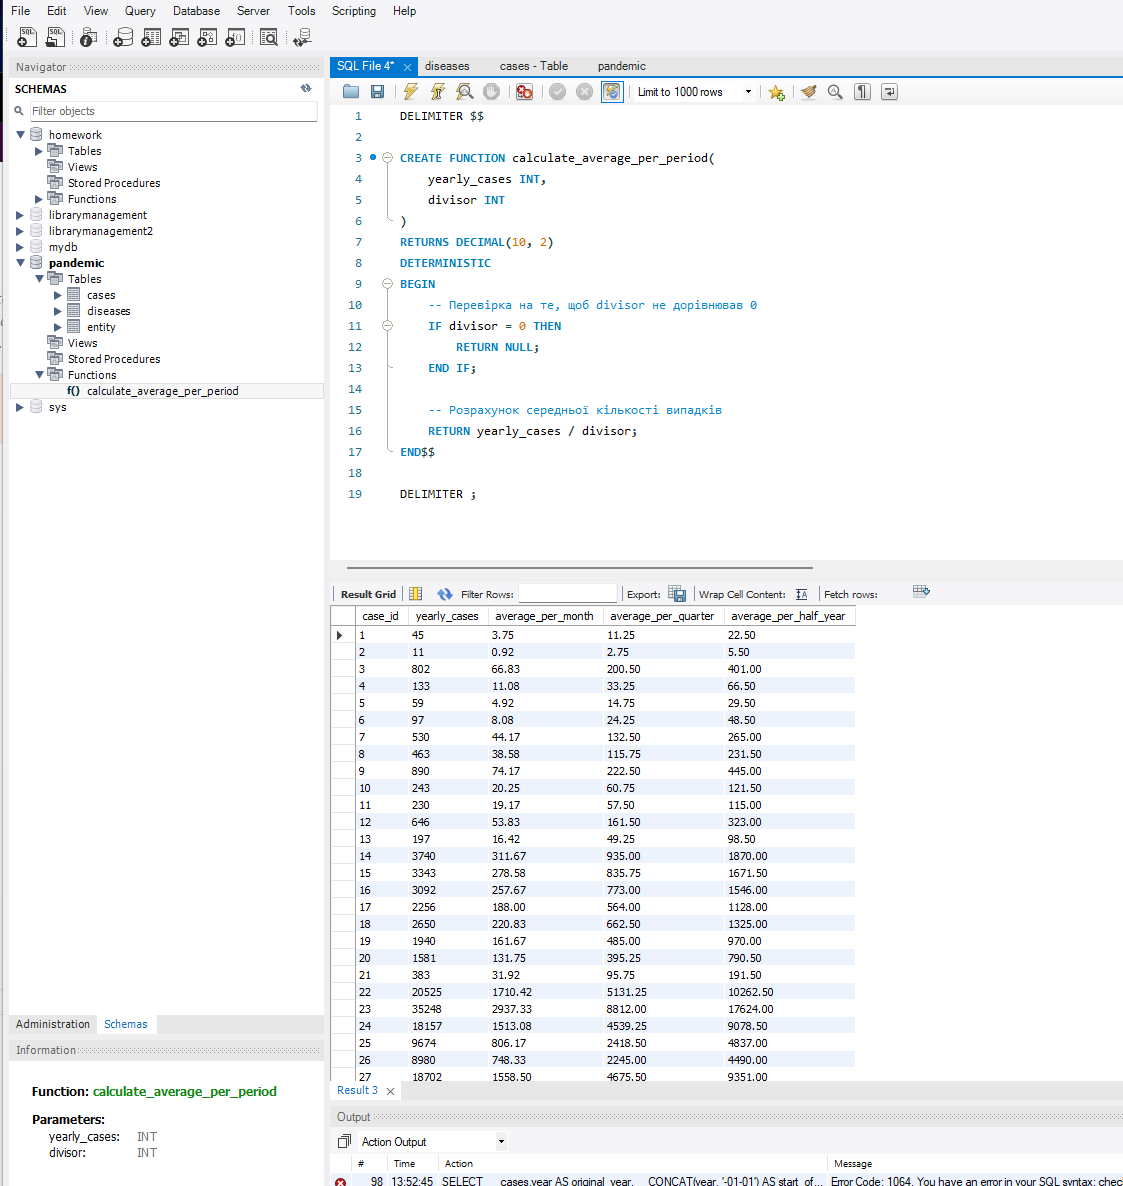 File Edit View Query Database Server Tools Scripting Help
Navigator
SCHEMAS
Filter objects
homework
Tables
Views
Stored Procedures
Functions
librarymanagement
librarymanagement2
mydb
pandemic
Tables
cases
diseases
entity
Views
Stored Procedures
Functions
f() calculate_average_per_period
sys
Administration Schemas
Information
Function: calculate_average_per_period
Parameters:
yearly_cases: INT
divisor: INT
SQL File 4* diseases cases - Table pandemic
Limit to 1000 rows
1 DELIMITER $$
2
3 CREATE FUNCTION calculate_average_per_period(
4 yearly_cases INT,
5 divisor INT
6 )
7 RETURNS DECIMAL(10, 2)
8 DETERMINISTIC
9 BEGIN
10 -- Перевірка на те, щоб divisor не дорівнював 0
11 IF divisor = 0 THEN
12 RETURN NULL;
13 END IF;
14
15 -- Розрахунок середньої кількості випадків
16 RETURN yearly_cases / divisor;
17 END$$
18
19 DELIMITER ;
Result Grid Filter Rows: Export: Wrap Cell Content: Fetch rows:
case_id yearly_cases average_per_month average_per_quarter average_per_half_year
1 45 3.75 11.25 22.50
2 11 0.92 2.75 5.50
3 802 66.83 200.50 401.00
4 133 11.08 33.25 66.50
5 59 4.92 14.75 29.50
6 97 8.08 24.25 48.50
7 530 44.17 132.50 265.00
8 463 38.58 115.75 231.50
9 890 74.17 222.50 445.00
10 243 20.25 60.75 121.50
11 230 19.17 57.50 115.00
12 646 53.83 161.50 323.00
13 197 16.42 49.25 98.50
14 3740 311.67 935.00 1870.00
15 3343 278.58 835.75 1671.50
16 3092 257.67 773.00 1546.00
17 2256 188.00 564.00 1128.00
18 2650 220.83 662.50 1325.00
19 1940 161.67 485.00 970.00
20 1581 131.75 395.25 790.50
21 383 31.92 95.75 191.50
22 20525 1710.42 5131.25 10262.50
23 35248 2937.33 8812.00 17624.00
24 18157 1513.08 4539.25 9078.50
25 9674 806.17 2418.50 4837.00
26 8980 748.33 2245.00 4490.00
27 18702 1558.50 4675.50 9351.00
Result 3
Output
Action Output
# Time Action Message
98 13:52:45 SELECT cases.year AS original_year, CONCAT(year, '-01-01') AS start_of... Error Code: 1064. You have an error in your SQL syntax; chec